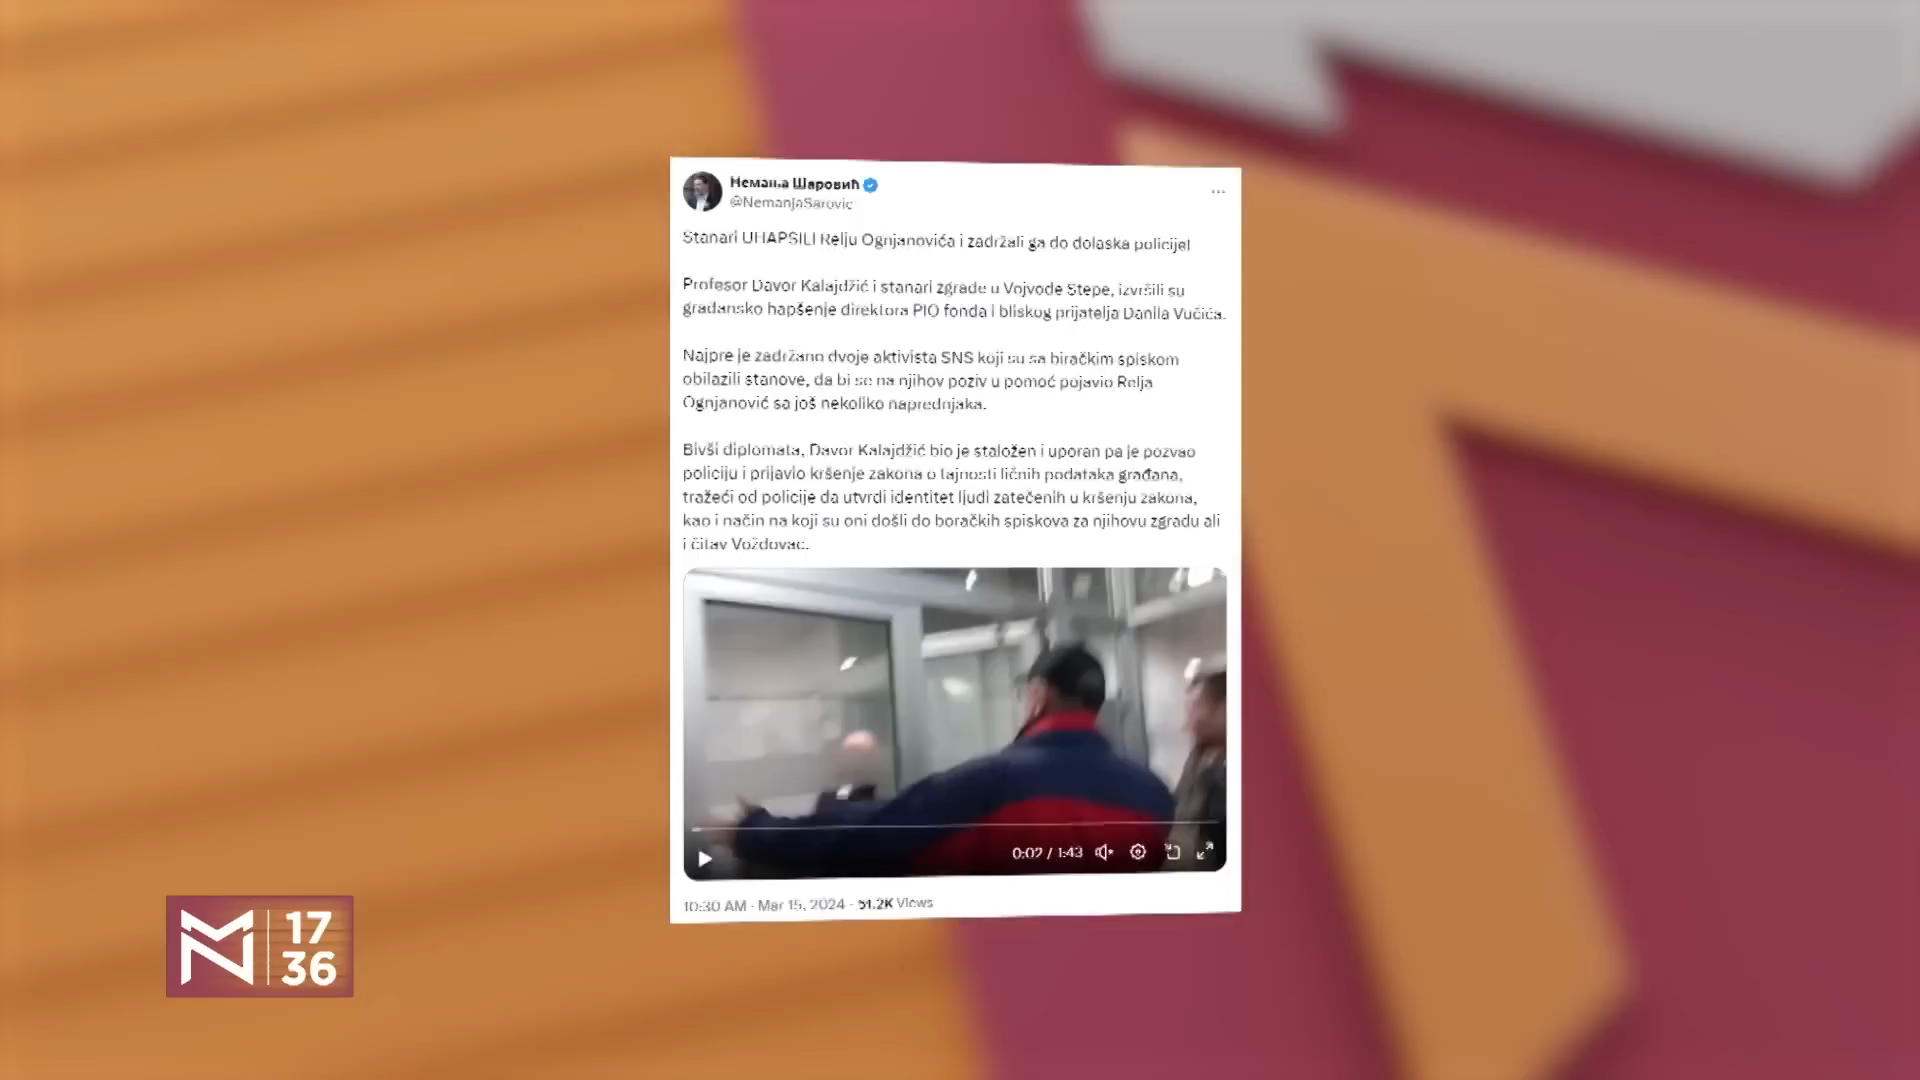 Немања Шаровић
@NemanjaSarovic
Stanari UHAPSILI Relju Ognjanovića i zadržali ga do dolaska policije!
Profesor Davor Kalajdžić i stanari zgrade u Vojvode Stepe, izvršili su
građansko hapšenje direktora PIO fonda i bliskog prijatelja Danila Vučića.
Najpre je zadržano dvoje aktivista SNS koji su sa biračkim spiskom
obilazili stanove, da bi se na njihov poziv u pomoć pojavio Relja
Ognjanović sa još nekoliko naprednjaka.
Bivši diplomata, Davor Kalajdžić bio je staložen i uporan pa je pozvao
policiju i prijavio kršenje zakona o tajnosti ličnih podataka građana,
tražeći od policije da utvrdi identitet ljudi zatečenih u kršenju zakona,
kao i način na koji su oni došli do boračkih spiskova za njihovu zgradu ali
i čitav Voždovac.
0:02 / 1:43
10:30 AM · Mar 15, 2024 · 51.2K Views
17
36